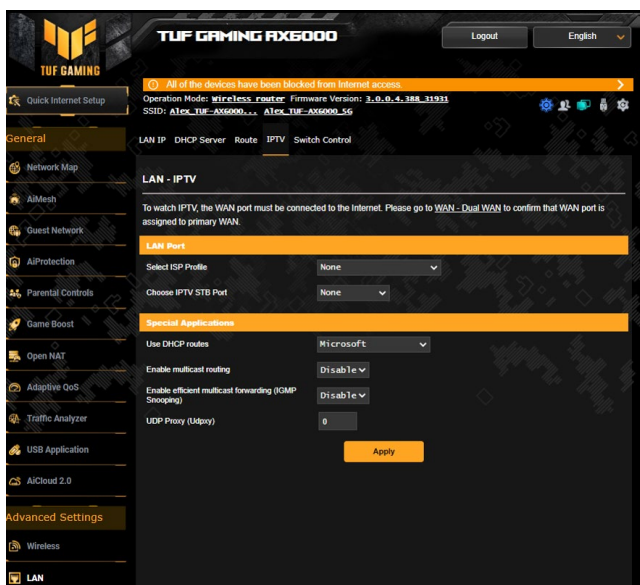 TUF GAMING AX6000
Logout
English
TUF GAMING
All of the devices have been blocked from Internet access.
Quick Internet Setup
Operation Mode: Wireless router Firmware Version: 3.0.0.4.388_31931
SSID: Alex_TUF-AX6000... Alex_TUF-AX6000_5G
General
LAN IP DHCP Server Route IPTV Switch Control
Network Map
LAN - IPTV
AiMesh
To watch IPTV, the WAN port must be connected to the Internet. Please go to WAN - Dual WAN to confirm that WAN port is
assigned to primary WAN.
Guest Network
LAN Port
AiProtection
Select ISP Profile None
Parental Controls
Choose IPTV STB Port None
Game Boost
Special Applications
Use DHCP routes Microsoft
Open NAT
Enable multicast routing Disable
Adaptive QoS
Enable efficient multicast forwarding (IGMP
Snooping) Disable
Traffic Analyzer
UDP Proxy (Udpxy) 0
USB Application
Apply
AiCloud 2.0
Advanced Settings
Wireless
LAN